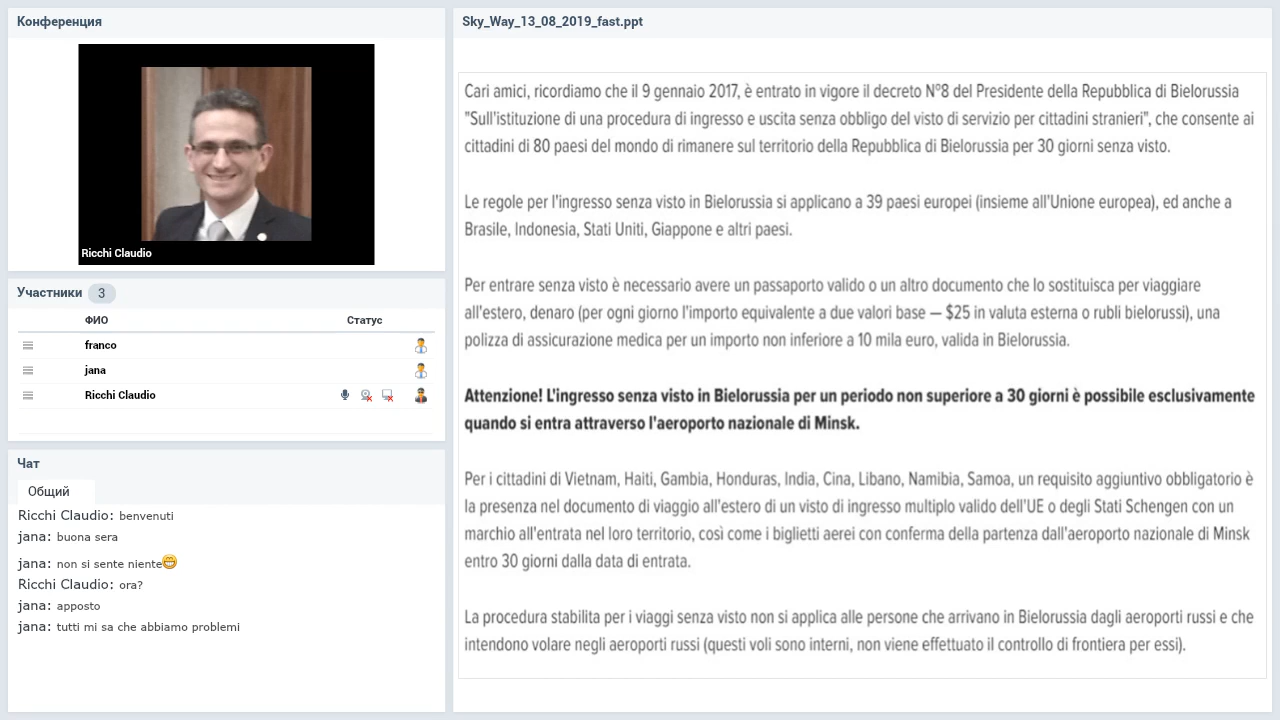 Конференция
Ricchi Claudio
Участники 3
ФИО Статус
franco
jana
Ricchi Claudio
Чат
Общий
Ricchi Claudio: benvenuti
jana: buona sera
jana: non si sente niente
Ricchi Claudio: ora?
jana: apposto
jana: tutti mi sa che abbiamo problemi
Sky_Way_13_08_2019_fast.ppt
Cari amici, ricordiamo che il 9 gennaio 2017, è entrato in vigore il decreto N°8 del Presidente della Repubblica di Bielorussia
"Sull'istituzione di una procedura di ingresso e uscita senza obbligo del visto di servizio per cittadini stranieri", che consente ai
cittadini di 80 paesi del mondo di rimanere sul territorio della Repubblica di Bielorussia per 30 giorni senza visto.
Le regole per l'ingresso senza visto in Bielorussia si applicano a 39 paesi europei (insieme all'Unione europea), ed anche a
Brasile, Indonesia, Stati Uniti, Giappone e altri paesi.
Per entrare senza visto è necessario avere un passaporto valido o un altro documento che lo sostituisca per viaggiare
all'estero, denaro (per ogni giorno l'importo equivalente a due valori base — $25 in valuta esterna o rubli bielorussi), una
polizza di assicurazione medica per un importo non inferiore a 10 mila euro, valida in Bielorussia.
Attenzione! L'ingresso senza visto in Bielorussia per un periodo non superiore a 30 giorni è possibile esclusivamente
quando si entra attraverso l'aeroporto nazionale di Minsk.
Per i cittadini di Vietnam, Haiti, Gambia, Honduras, India, Cina, Libano, Namibia, Samoa, un requisito aggiuntivo obbligatorio è
la presenza nel documento di viaggio all'estero di un visto di ingresso multiplo valido dell'UE o degli Stati Schengen con un
marchio all'entrata nel loro territorio, così come i biglietti aerei con conferma della partenza dall'aeroporto nazionale di Minsk
entro 30 giorni dalla data di entrata.
La procedura stabilita per i viaggi senza visto non si applica alle persone che arrivano in Bielorussia dagli aeroporti russi e che
intendono volare negli aeroporti russi (questi voli sono interni, non viene effettuato il controllo di frontiera per essi).